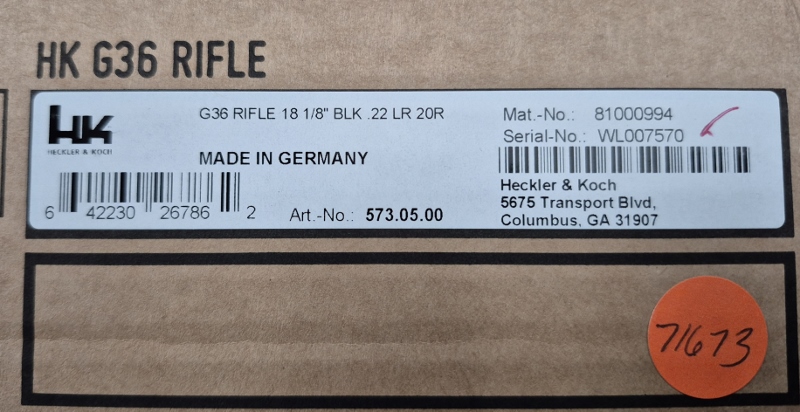 HK G36 RIFLE
HK
HECKLER & KOCH
G36 RIFLE 18 1/8" BLK .22 LR 20R
MADE IN GERMANY
6 42230 26786 2
Art.-No.: 573.05.00
Mat.-No.: 81000994
Serial-No.: WL007570
Heckler & Koch
5675 Transport Blvd,
Columbus, GA 31907
71673